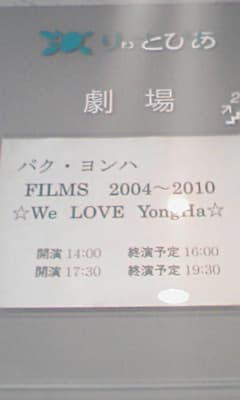 りゅーとぴあ
劇場
2
パク・ヨンハ
FILMS 2004～2010
☆We LOVE YongHa☆
開演 14:00 終演予定 16:00
開演 17:30 終演予定 19:30